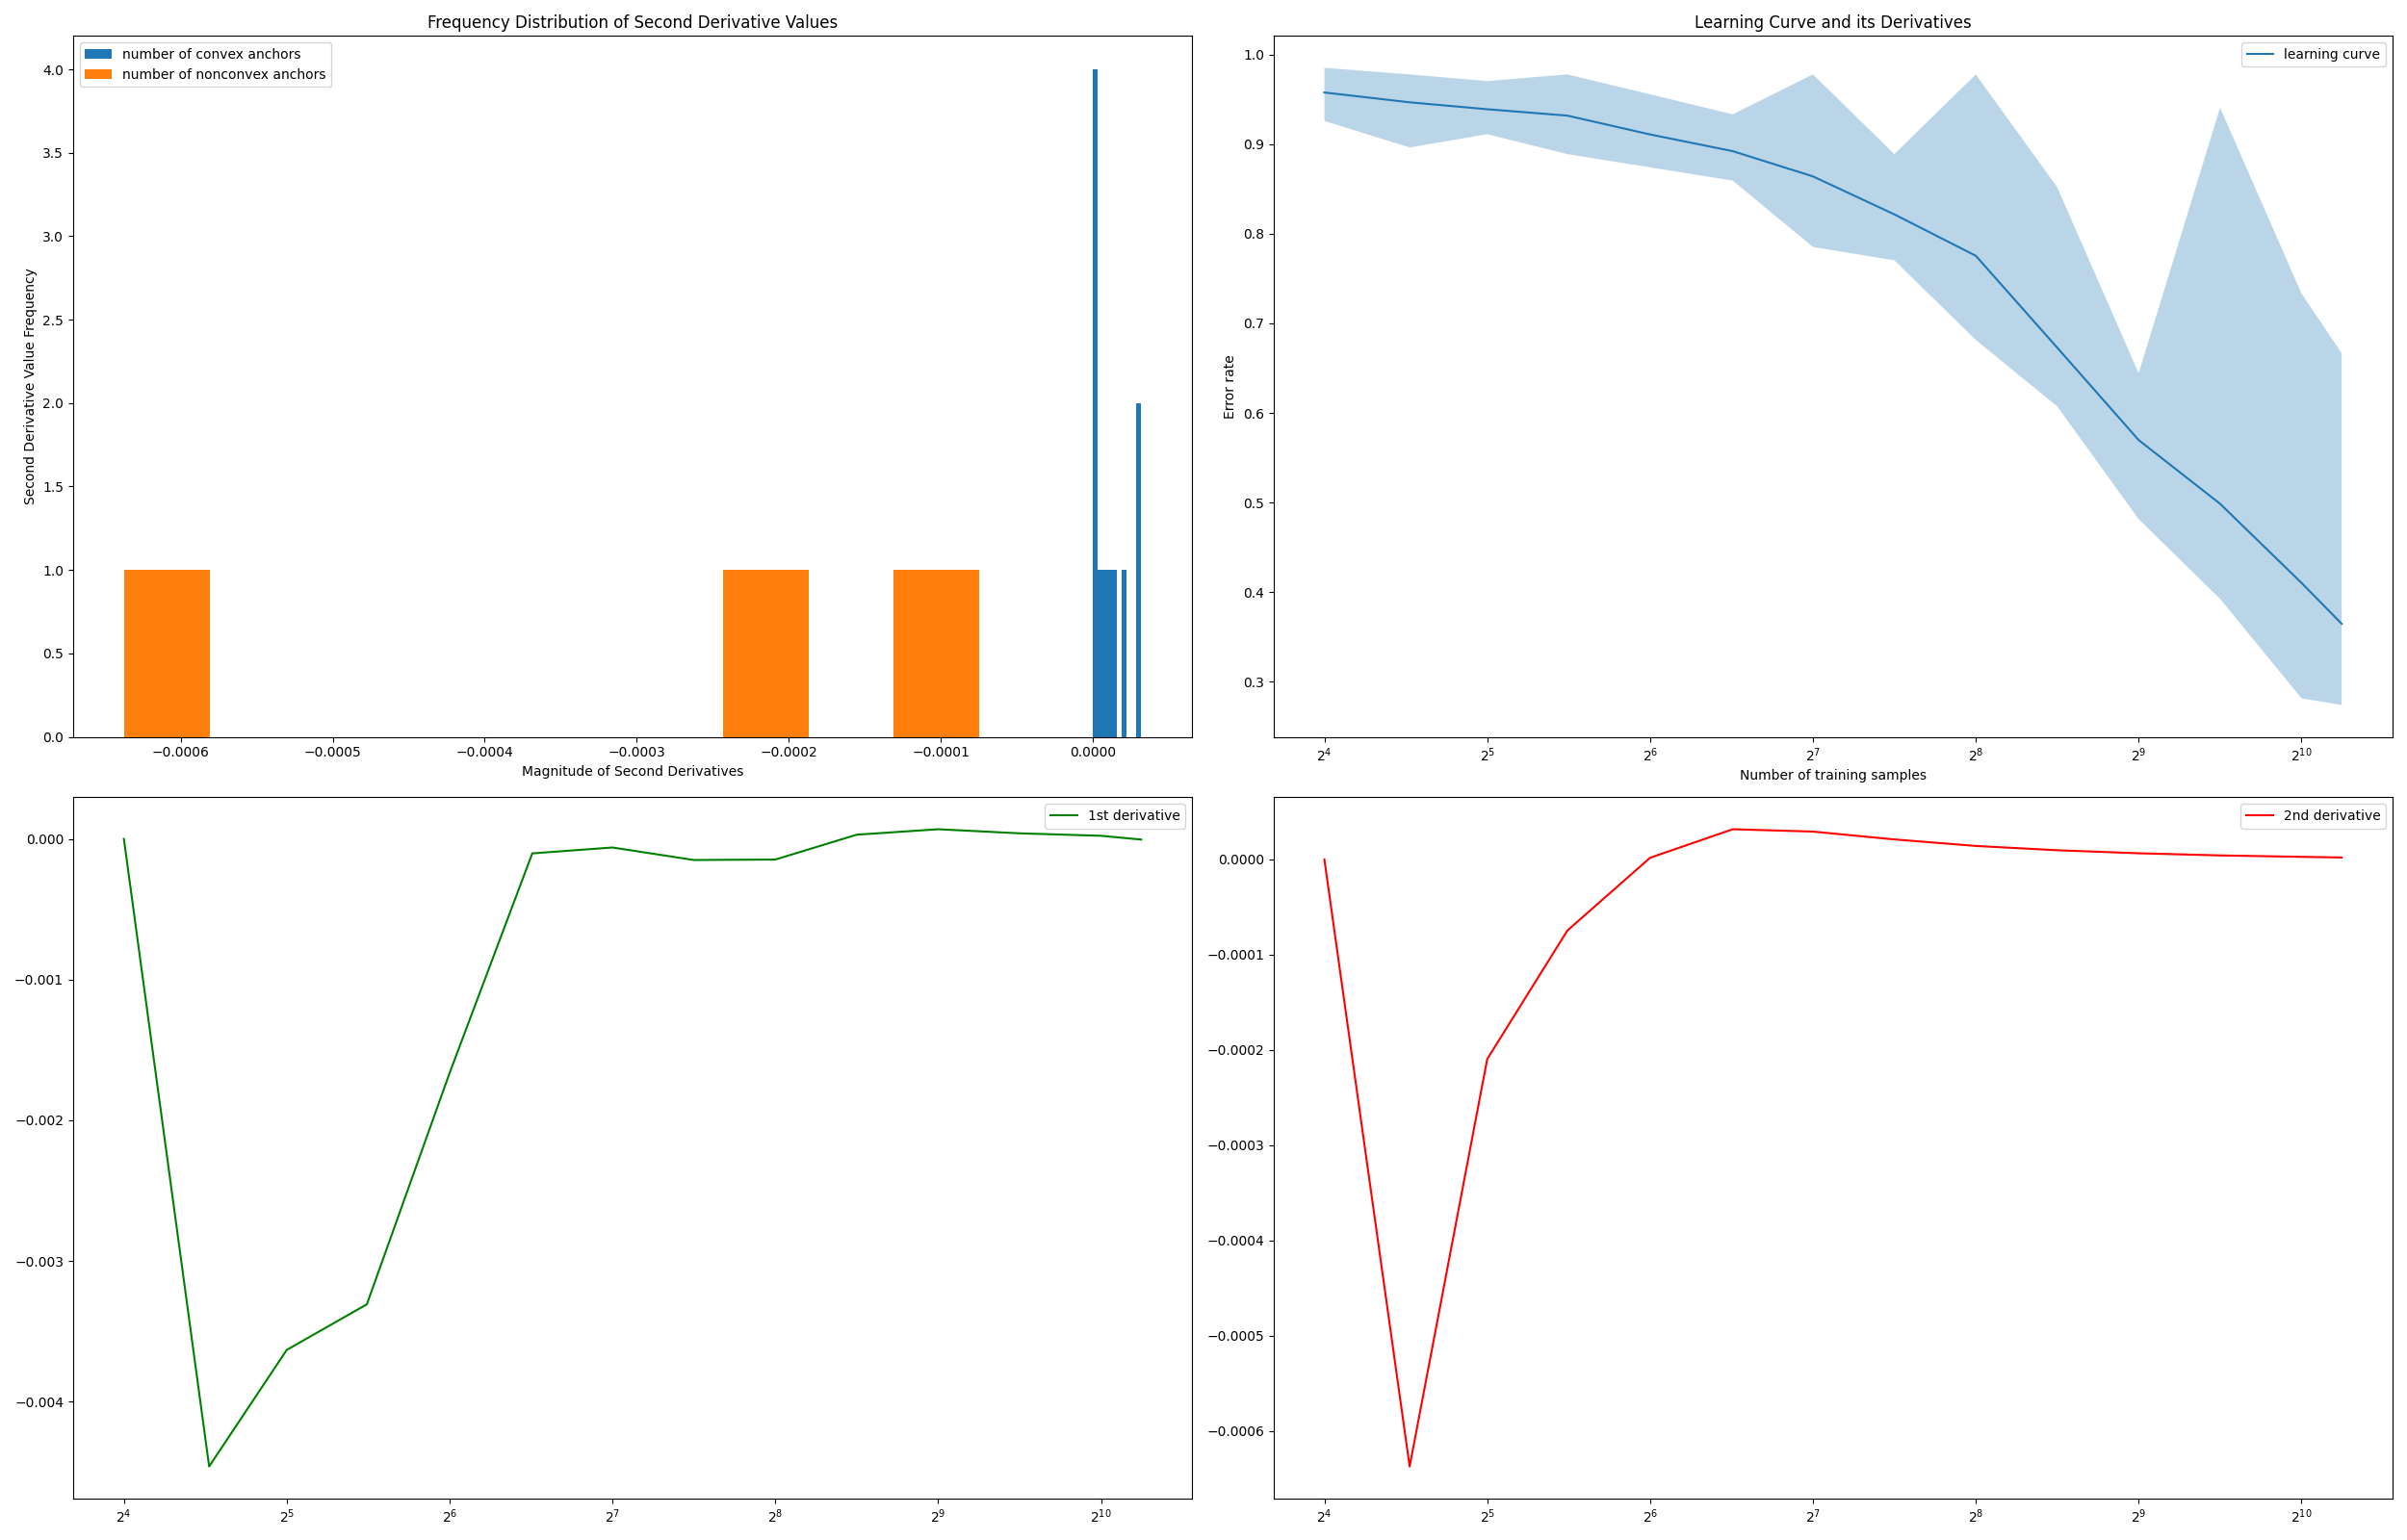 Frequency Distribution of Second Derivative Values
number of convex anchors
number of nonconvex anchors
4.0
3.5
3.0
2.5
2.0
1.5
1.0
0.5
0.0
Second Derivative Value Frequency
−0.0006 −0.0005 −0.0004 −0.0003 −0.0002 −0.0001 0.0000
Magnitude of Second Derivatives
Learning Curve and its Derivatives
learning curve
1.0
0.9
0.8
0.7
0.6
0.5
0.4
0.3
Error rate
2⁴ 2⁵ 2⁶ 2⁷ 2⁸ 2⁹ 2¹⁰
Number of training samples
1st derivative
0.000
−0.001
−0.002
−0.003
−0.004
2⁴ 2⁵ 2⁶ 2⁷ 2⁸ 2⁹ 2¹⁰
2nd derivative
0.0000
−0.0001
−0.0002
−0.0003
−0.0004
−0.0005
−0.0006
2⁴ 2⁵ 2⁶ 2⁷ 2⁸ 2⁹ 2¹⁰